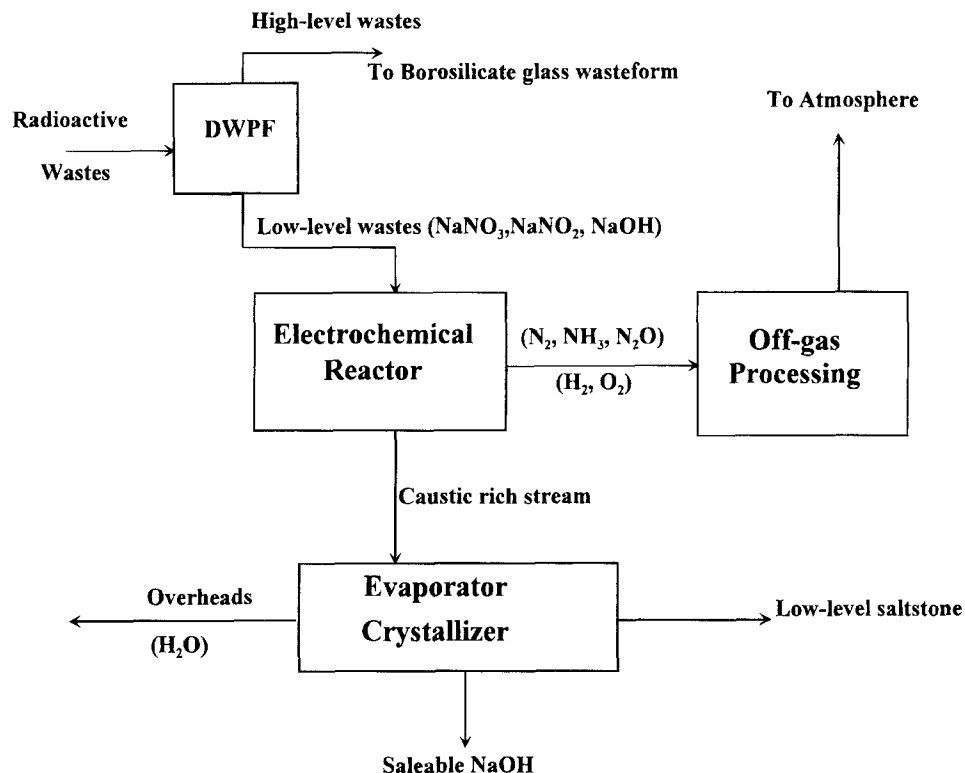 High-level wastes
To Borosilicate glass wasteform
To Atmosphere
Radioactive
Wastes
DWPF
Low-level wastes (NaNO₃,NaNO₂, NaOH)
Electrochemical
Reactor
(N₂, NH₃, N₂O)
(H₂, O₂)
Off-gas
Processing
Caustic rich stream
Evaporator
Crystallizer
Overheads
(H₂O)
Low-level saltstone
Saleable NaOH